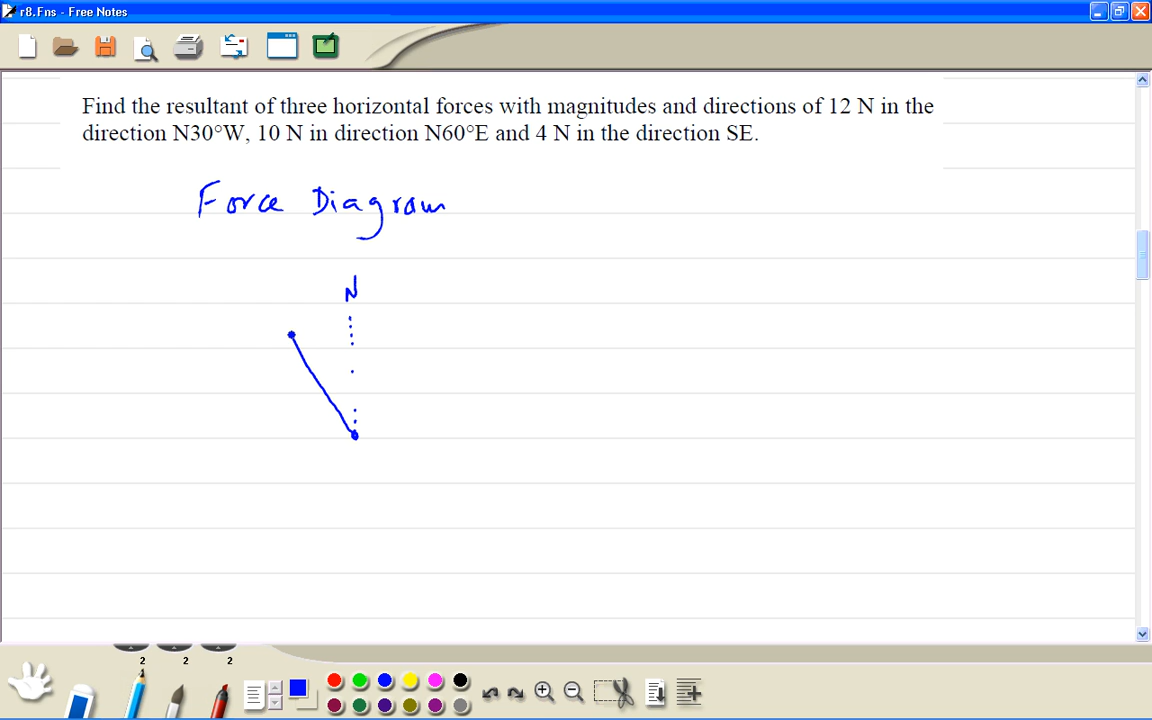 r8.Fns - Free Notes
Find the resultant of three horizontal forces with magnitudes and directions of 12 N in the
direction N30°W, 10 N in direction N60°E and 4 N in the direction SE.
Force Diagram
N
2 2 2